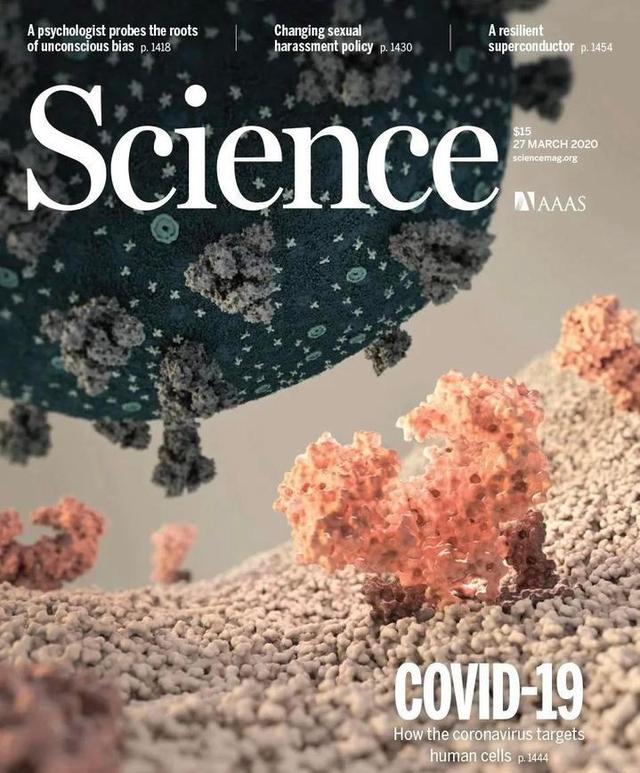 A psychologist probes the roots
of unconscious bias p. 1418
Changing sexual
harassment policy p. 1430
A resilient
superconductor p. 1454
Science
$15
27 MARCH 2020
sciencemag.org
AAAS
COVID-19
How the coronavirus targets
human cells p. 1444